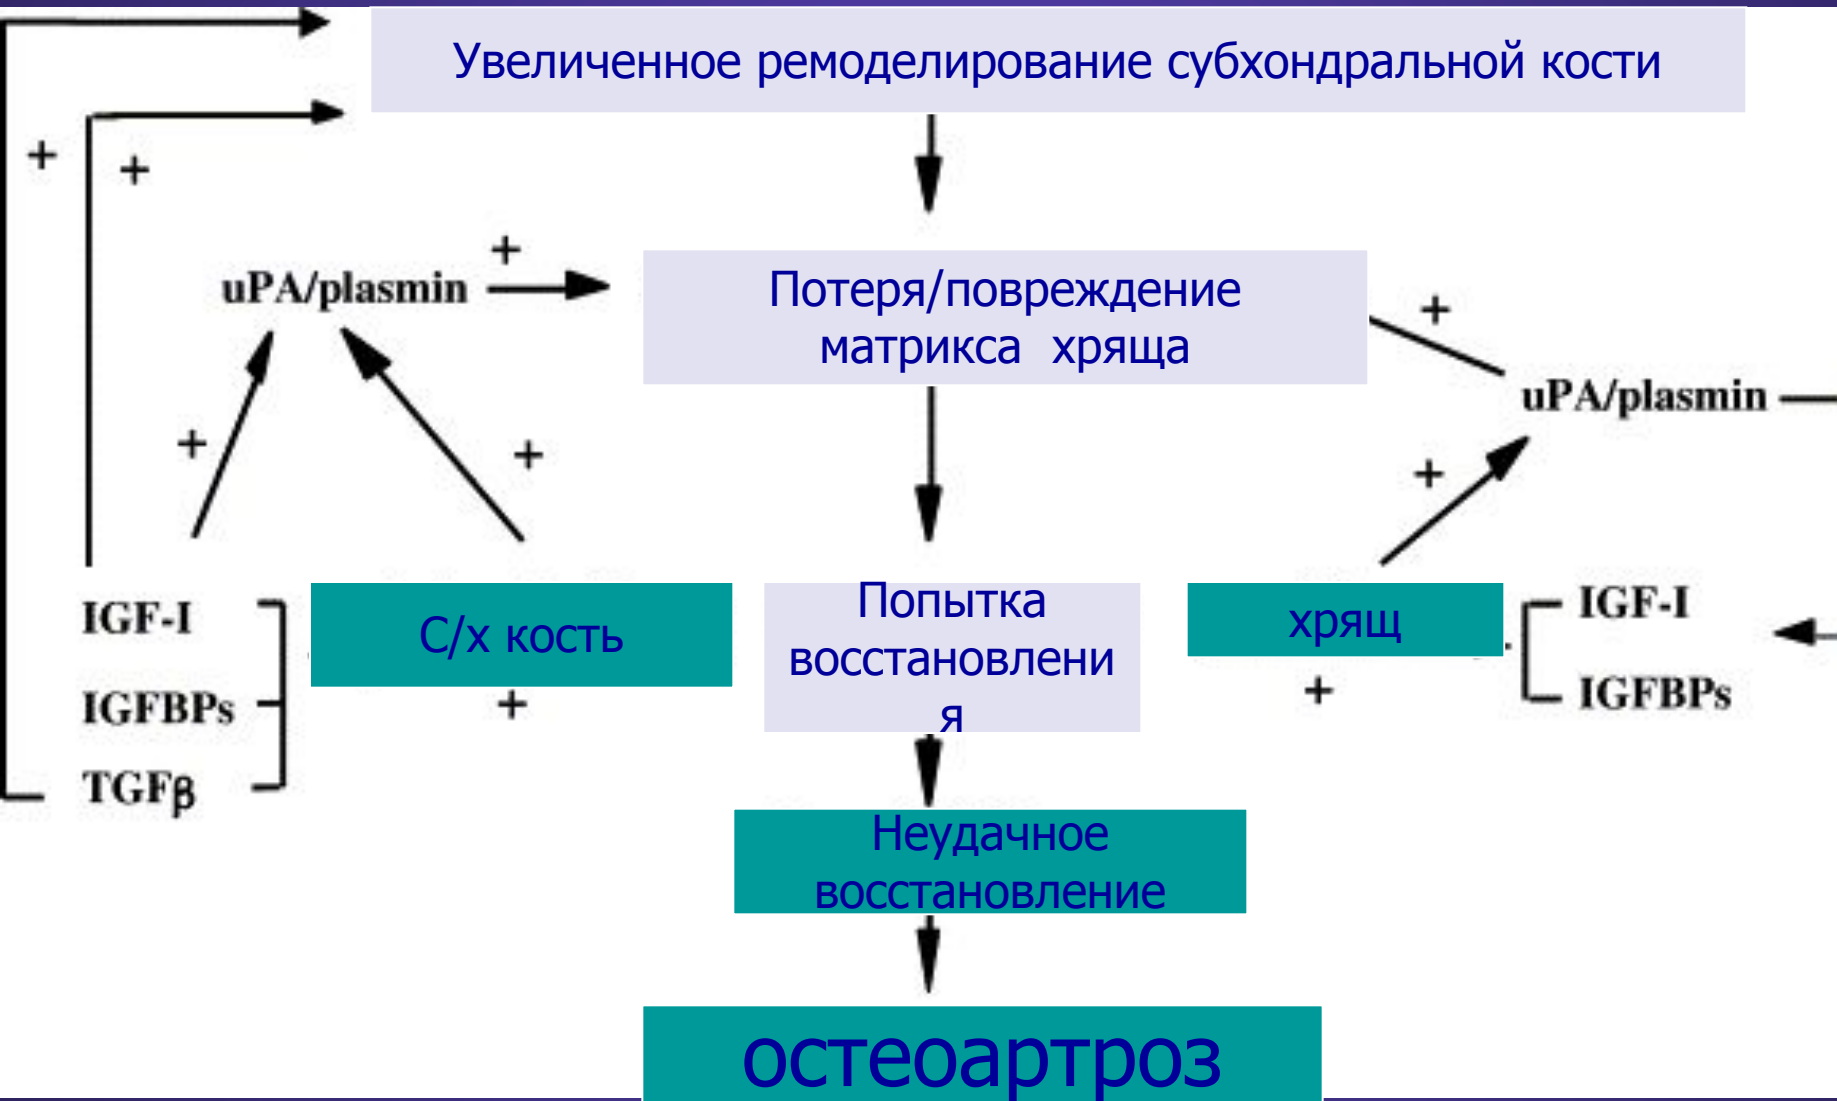 Увеличенное ремоделирование субхондральной кости
+
+
+
uPA/plasmin
Потеря/повреждение
матрикса хряща
+
uPA/plasmin
+
+
+
IGF-I
IGFBPs
TGFβ
С/х кость
+
Попытка
восстановлени
я
хрящ
+
IGF-I
IGFBPs
Неудачное
восстановление
остеоартроз